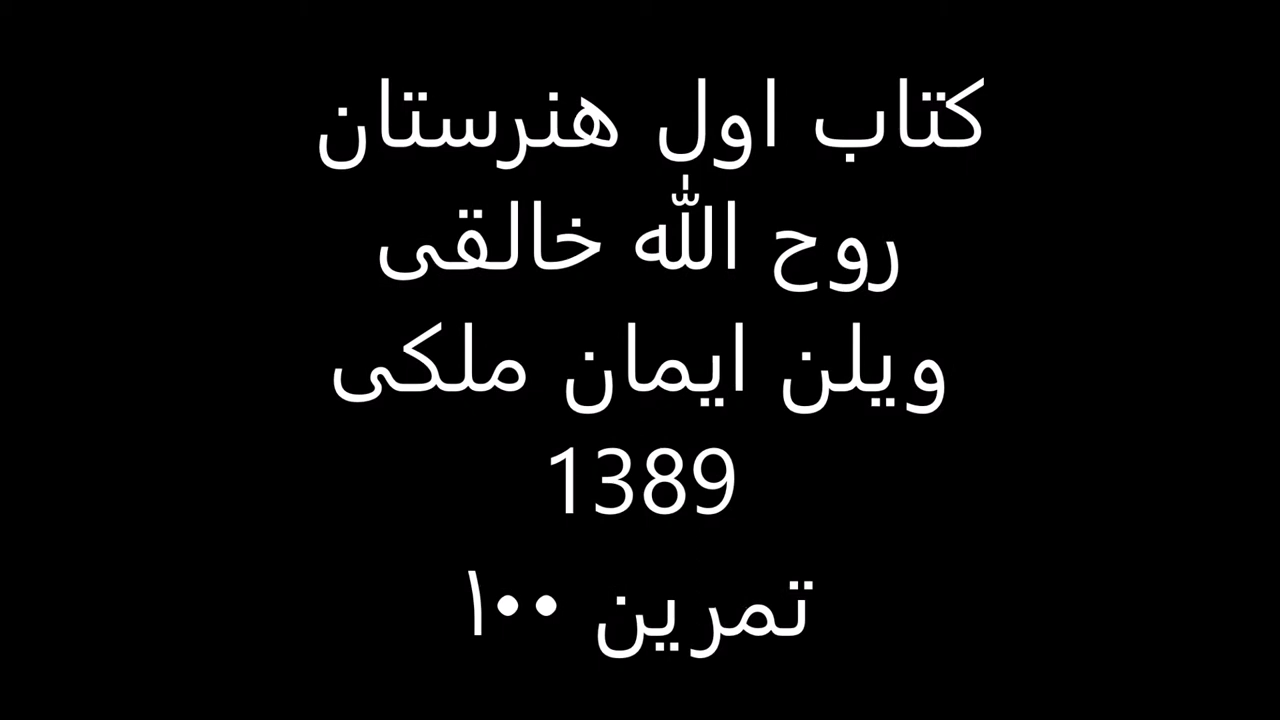 کتاب اول هنرستان
روح الله خالقی
ویلن ایمان ملکی
1389
تمرین ۱۰۰